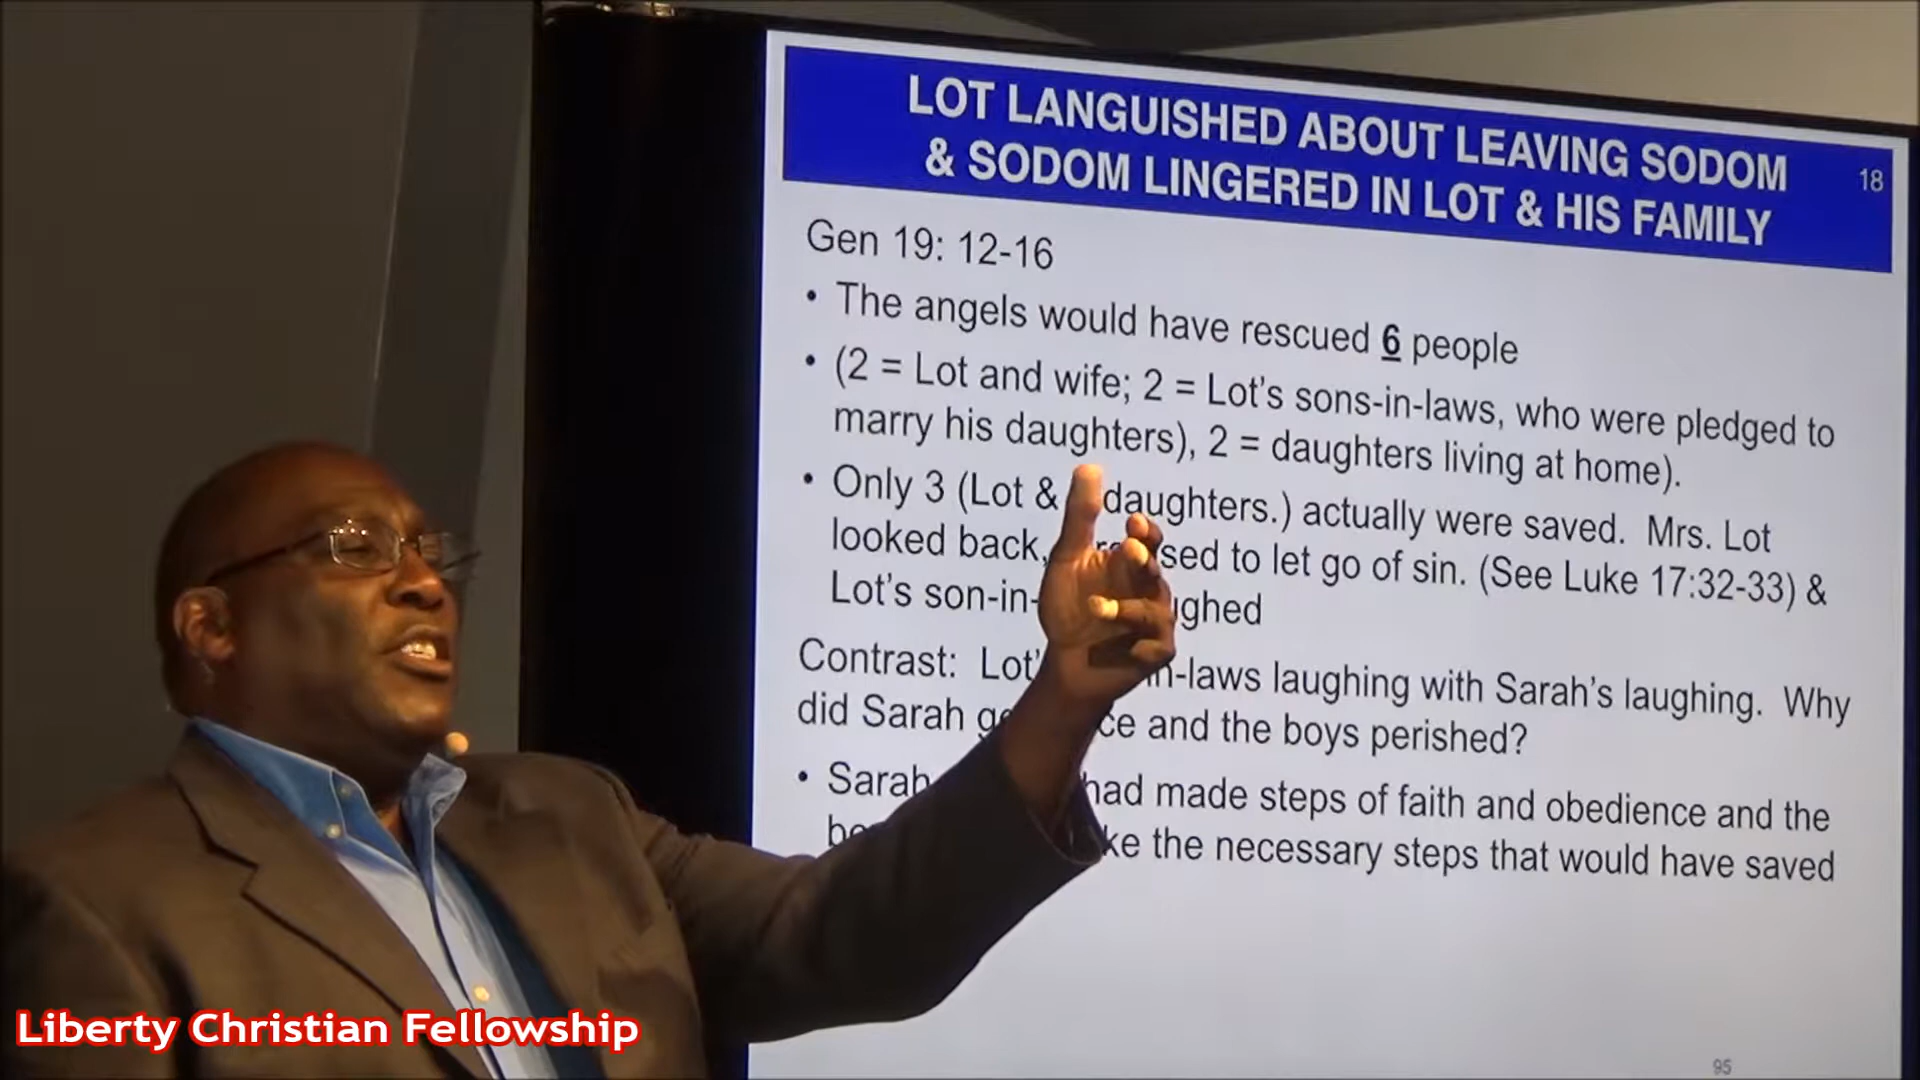 LOT LANGUISHED ABOUT LEAVING SODOM
& SODOM LINGERED IN LOT & HIS FAMILY
18
Gen 19: 12-16
• The angels would have rescued 6 people
• (2 = Lot and wife; 2 = Lot's sons-in-laws, who were pledged to
marry his daughters), 2 = daughters living at home).
• Only 3 (Lot & daughters.) actually were saved. Mrs. Lot
looked back, to let go of sin. (See Luke 17:32-33) &
Lot's son-in-
Contrast: -laws laughing with Sarah's laughing. Why
did Sarah and the boys perished?
• Sarah had made steps of faith and obedience and the
the necessary steps that would have saved
95
Liberty Christian Fellowship